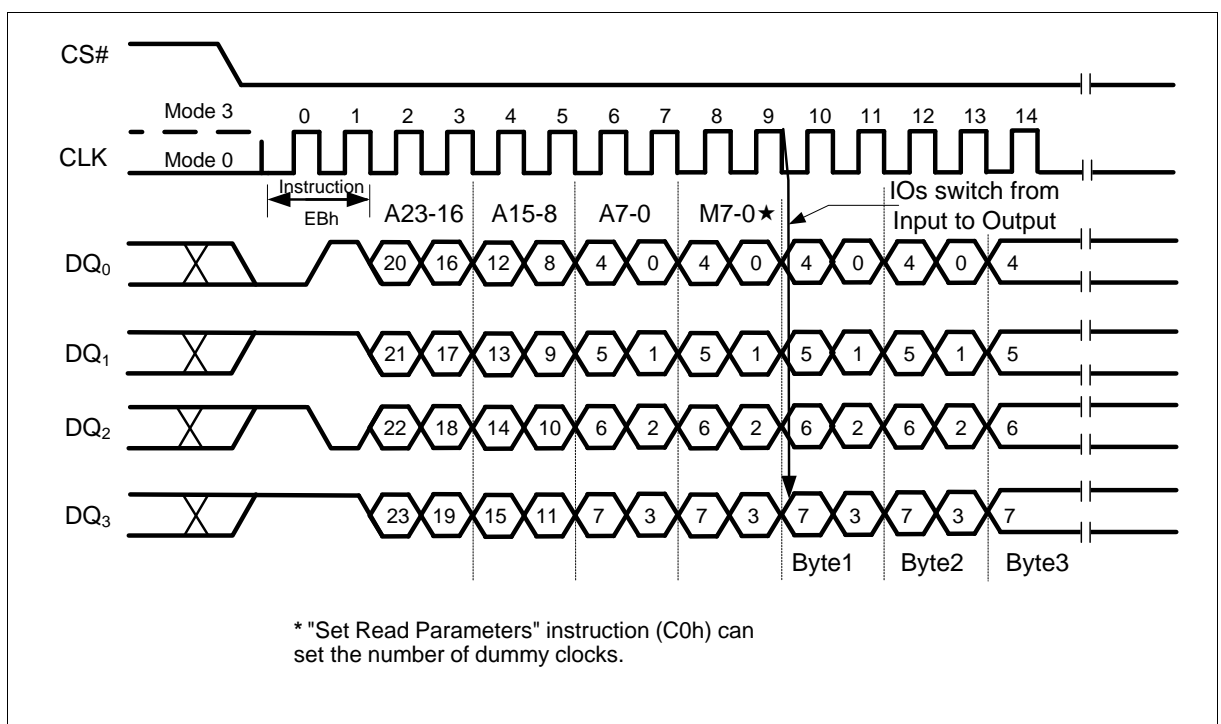 CS#
Mode 3
0 1 2 3 4 5 6 7 8 9 10 11 12 13 14
CLK
Mode 0
Instruction
EBh
A23-16 A15-8 A7-0 M7-0★
IOs switch from
Input to Output
DQ0 20 16 12 8 4 0 4 0 4 0 4 0 4
DQ1 21 17 13 9 5 1 5 1 5 1 5 1 5
DQ2 22 18 14 10 6 2 6 2 6 2 6 2 6
DQ3 23 19 15 11 7 3 7 3 7 3 7 3 7
Byte1 Byte2 Byte3
* "Set Read Parameters" instruction (C0h) can
set the number of dummy clocks.